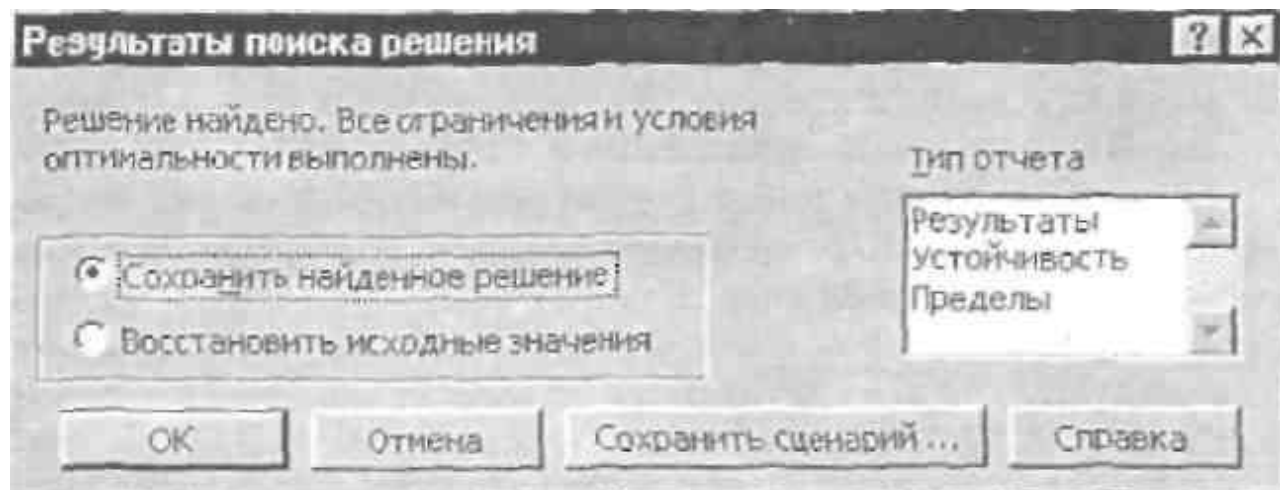 Результаты поиска решения
Решение найдено. Все ограничения и условия
оптимальности выполнены.
Тип отчета
Результаты
Устойчивость
Пределы
Сохранить найденное решение
Восстановить исходные значения
ОК Отмена Сохранить сценарий ... Справка